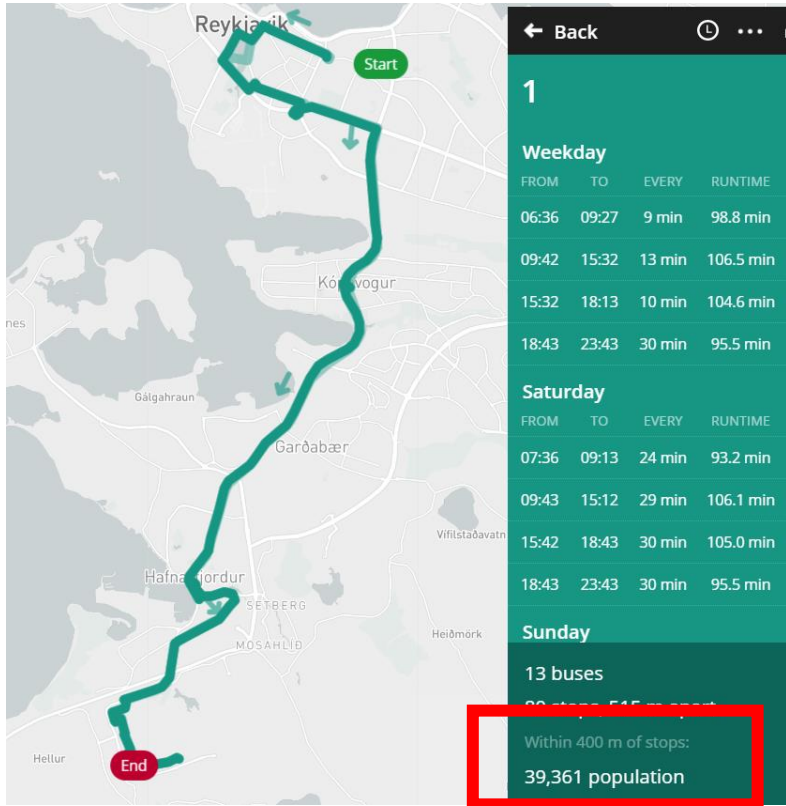 Reykjavik
Start
Kópavogur
Gálgahraun
Garðabær
Vífilstaðavatn
SETBERG
Heiðmörk
MOSAHLÍÐ
Hellur
End
Back
1
Weekday
FROM TO EVERY RUNTIME
06:36 09:27 9 min 98.8 min
09:42 15:32 13 min 106.5 min
15:32 18:13 10 min 104.6 min
18:43 23:43 30 min 95.5 min
Saturday
FROM TO EVERY RUNTIME
07:36 09:13 24 min 93.2 min
09:43 15:12 29 min 106.1 min
15:42 18:43 30 min 105.0 min
18:43 23:43 30 min 95.5 min
Sunday
13 buses
Within 400 m of stops:
39,361 population